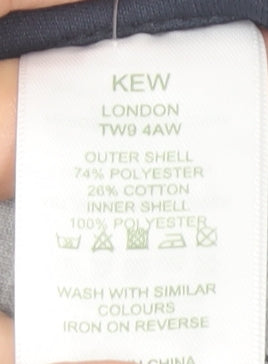 KEW
LONDON
TW9 4AW
OUTER SHELL
74% POLYESTER
26% COTTON
INNER SHELL
100% POLYESTER
WASH WITH SIMILAR
COLOURS
IRON ON REVERSE
CHINA